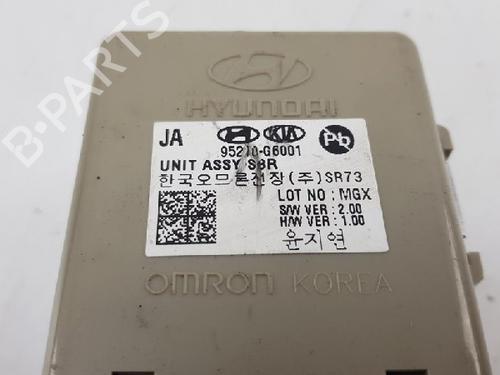 HYUNDAI
JA KIA Pb
95210-G6001
UNIT ASSY SBR
한국오므론전장(주) SR73
LOT NO : MGX
S/W VER : 2.00
H/W VER : 1.00
윤지연
OMRON KOREA
B-PARTS